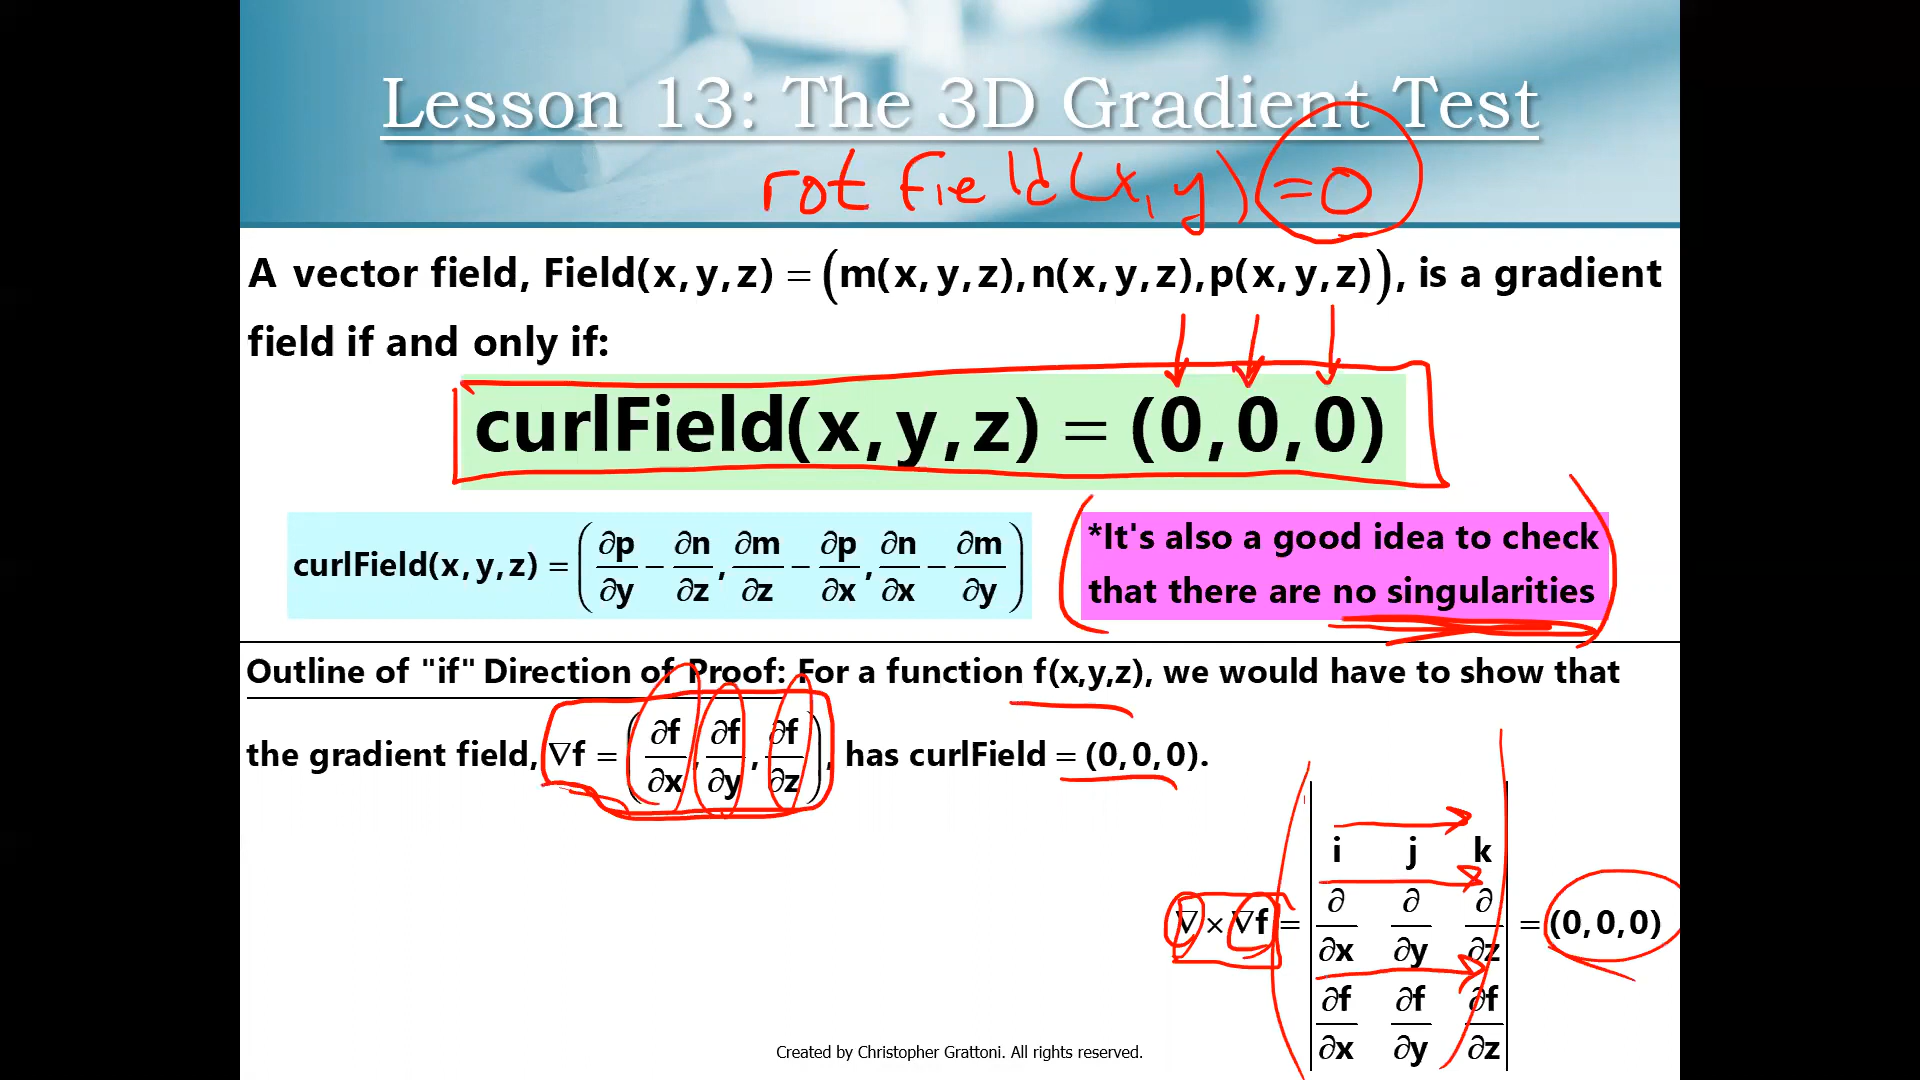 Lesson 13: The 3D Gradient Test
rot Field(x,y) = 0
A vector field, Field(x,y,z) = (m(x,y,z),n(x,y,z),p(x,y,z)), is a gradient
field if and only if:
curlField(x,y,z) = (0,0,0)
curlField(x,y,z) = (∂p/∂y − ∂n/∂z, ∂m/∂z − ∂p/∂x, ∂n/∂x − ∂m/∂y)
*It's also a good idea to check
that there are no singularities
Outline of "if" Direction of Proof: For a function f(x,y,z), we would have to show that
the gradient field, ∇f = (∂f/∂x, ∂f/∂y, ∂f/∂z), has curlField = (0,0,0).
i j k
∇ × ∇f = | ∂/∂x ∂/∂y ∂/∂z | = (0,0,0)
∂f/∂x ∂f/∂y ∂f/∂z
Created by Christopher Grattoni. All rights reserved.